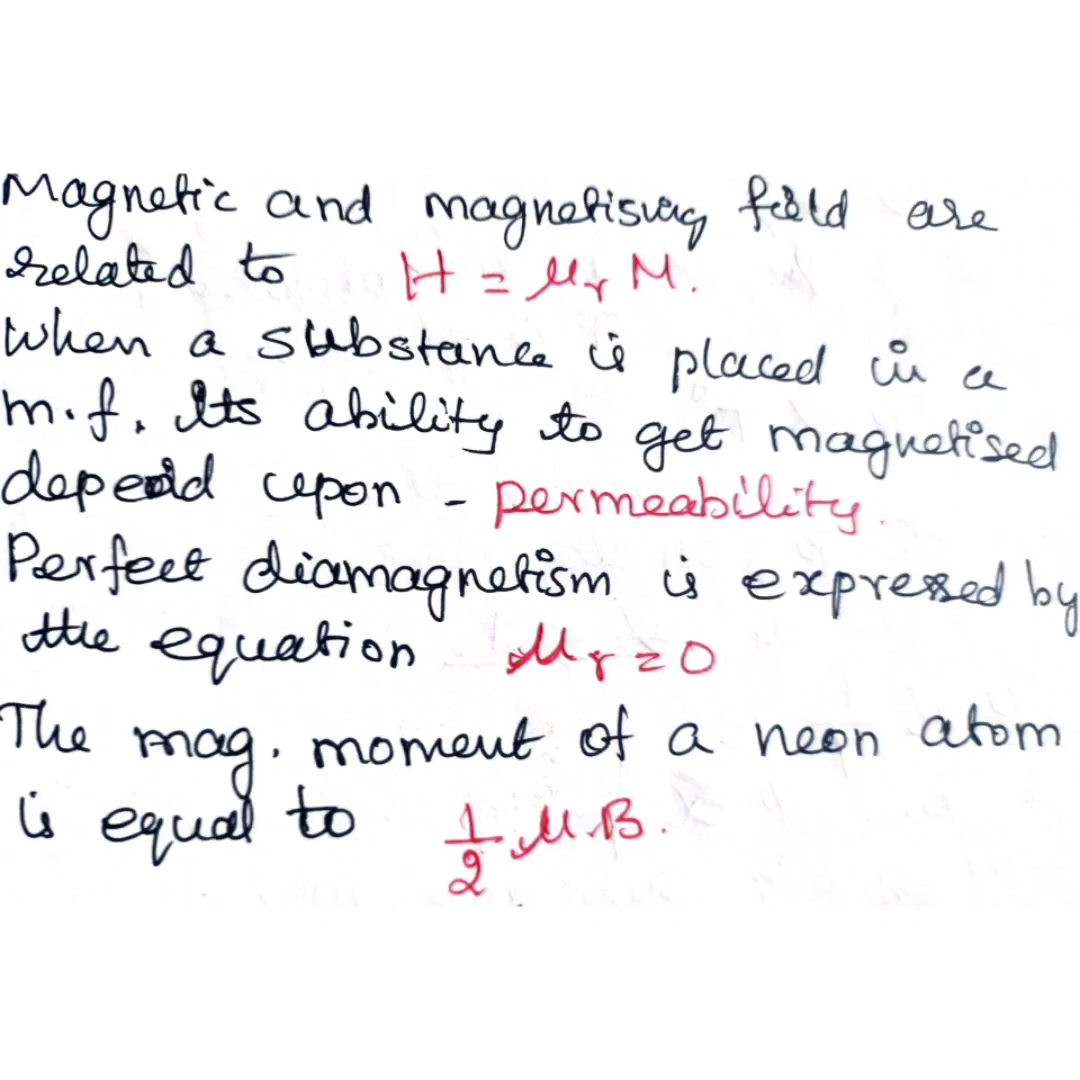 Magnetic and magnetising field are
related to H = μr M.
When a substance is placed in a
m.f. Its ability to get magnetised
depend upon - permeability.
Perfect diamagnetism is expressed by
the equation μr = 0
The mag. moment of a neon atom
is equal to 1/2 μB.